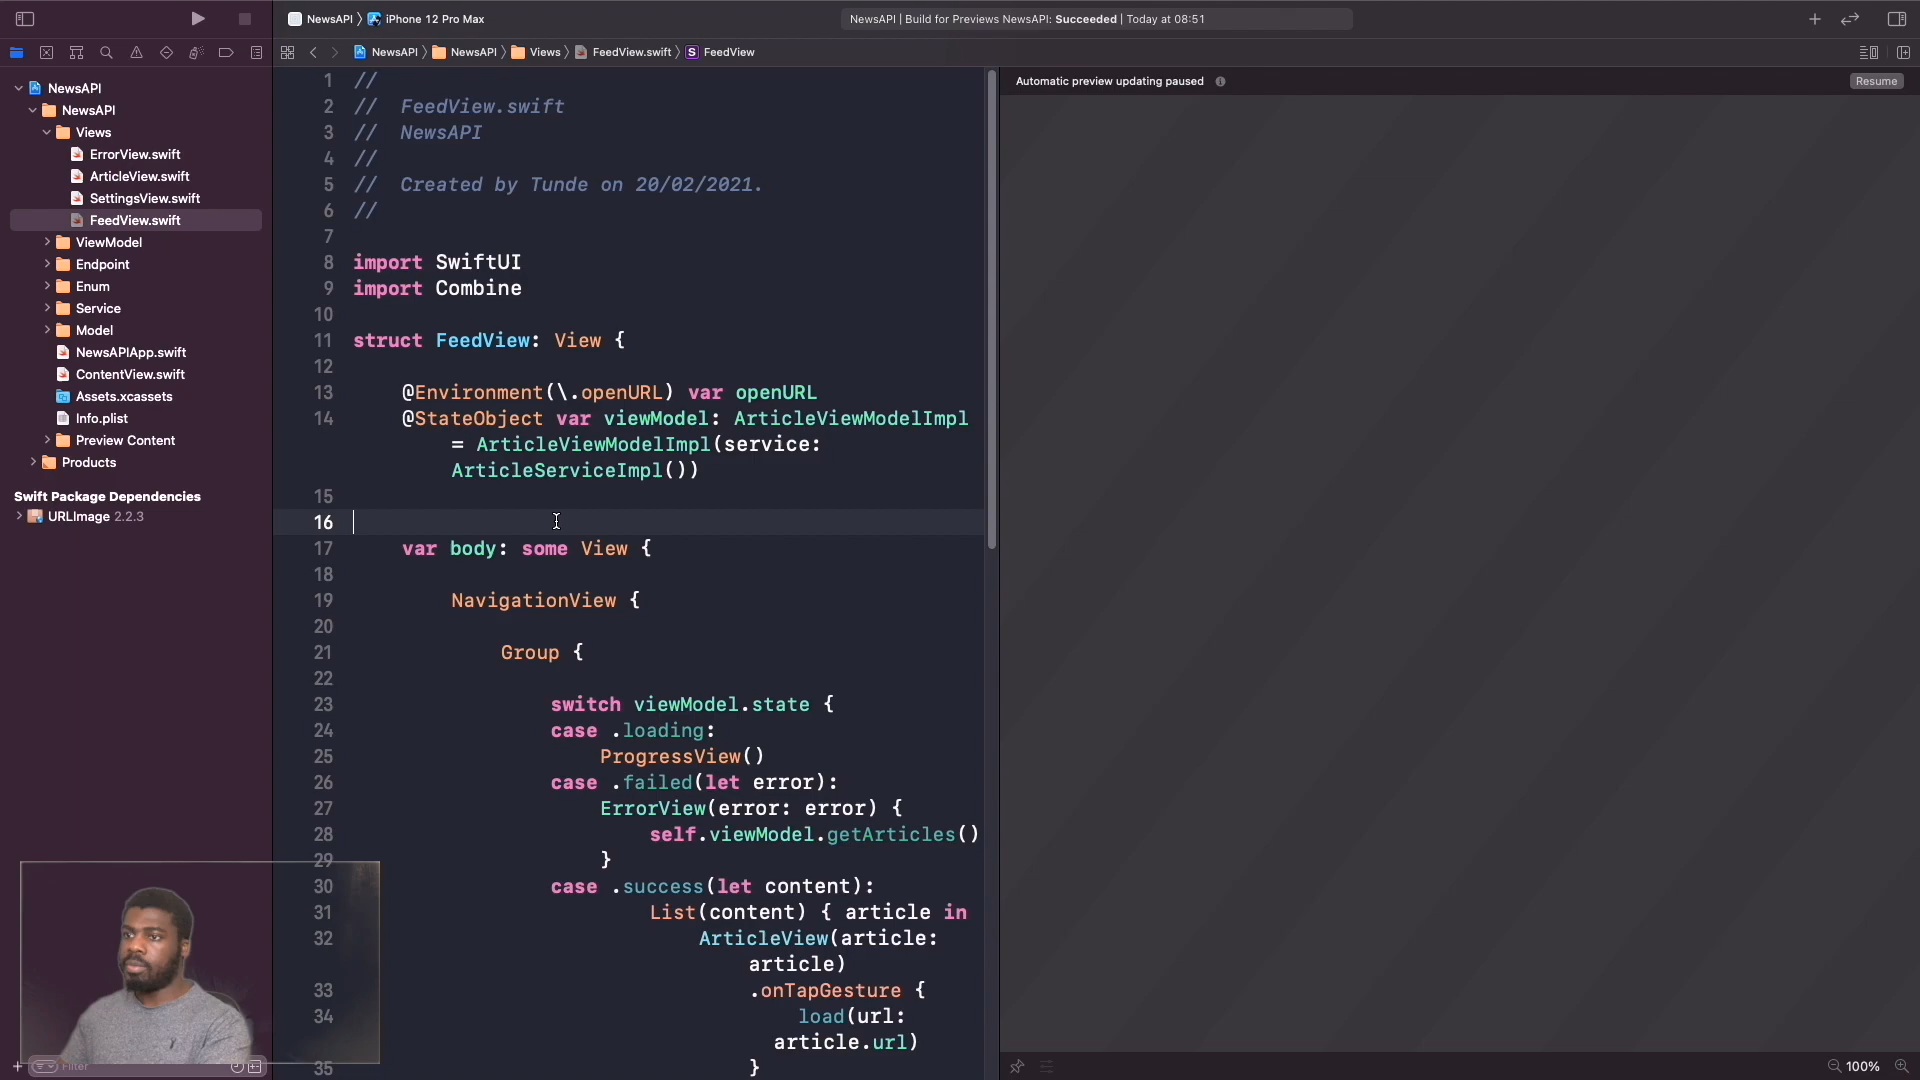 NewsAPI
iPhone 12 Pro Max
NewsAPI | Build for Previews NewsAPI: Succeeded | Today at 08:51
NewsAPI
NewsAPI
Views
FeedView.swift
S
FeedView
NewsAPI
NewsAPI
Views
ErrorView.swift
ArticleView.swift
SettingsView.swift
FeedView.swift
ViewModel
Endpoint
Enum
Service
Model
NewsAPIApp.swift
ContentView.swift
Assets.xcassets
Info.plist
Preview Content
Products
Swift Package Dependencies
URLImage 2.2.3
Filter
1 //
2 // FeedView.swift
3 // NewsAPI
4 //
5 // Created by Tunde on 20/02/2021.
6 //
7
8 import SwiftUI
9 import Combine
10
11 struct FeedView: View {
12
13 @Environment(\.openURL) var openURL
14 @StateObject var viewModel: ArticleViewModelImpl
= ArticleViewModelImpl(service:
ArticleServiceImpl())
15
16
17 var body: some View {
18
19 NavigationView {
20
21 Group {
22
23 switch viewModel.state {
24 case .loading:
25 ProgressView()
26 case .failed(let error):
27 ErrorView(error: error) {
28 self.viewModel.getArticles()
29 }
30 case .success(let content):
31 List(content) { article in
32 ArticleView(article:
article)
33 .onTapGesture {
34 load(url:
article.url)
35 }
Automatic preview updating paused
Resume
100%